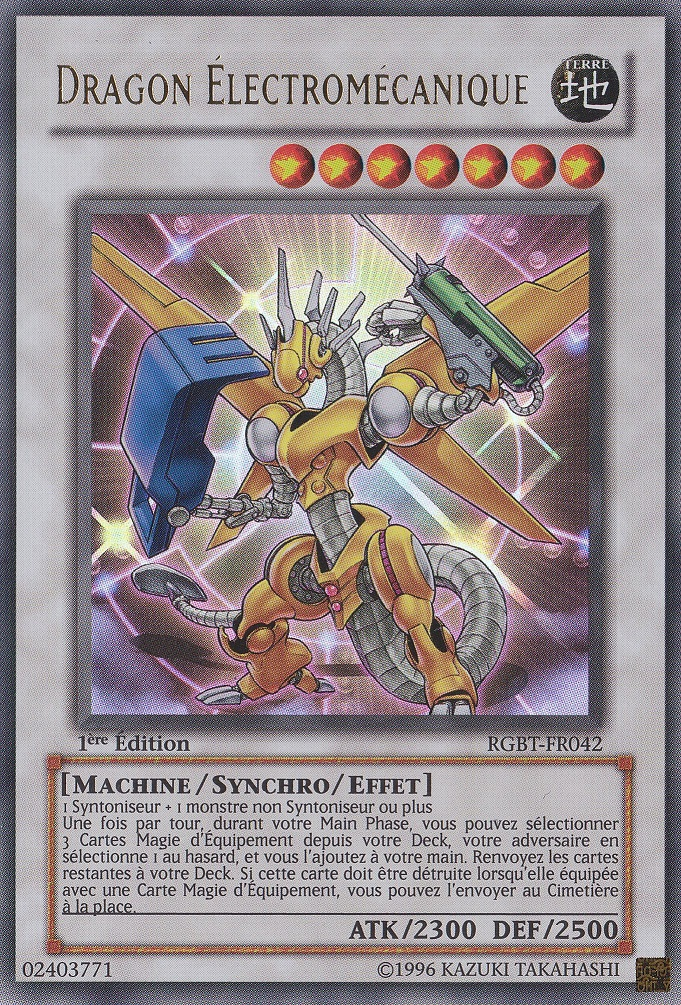 Dragon Électromécanique
TERRE
地
1ère Édition
RGBT-FR042
[Machine/Synchro/Effet]
1 Syntoniseur + 1 monstre non Syntoniseur ou plus
Une fois par tour, durant votre Main Phase, vous pouvez sélectionner
3 Cartes Magie d'Équipement depuis votre Deck, votre adversaire en
sélectionne 1 au hasard, et vous l'ajoutez à votre main. Renvoyez les cartes
restantes à votre Deck. Si cette carte doit être détruite lorsqu'elle équipée
avec une Carte Magie d'Équipement, vous pouvez l'envoyer au Cimetière
à la place.
ATK/2300 DEF/2500
02403771
©1996 KAZUKI TAKAHASHI